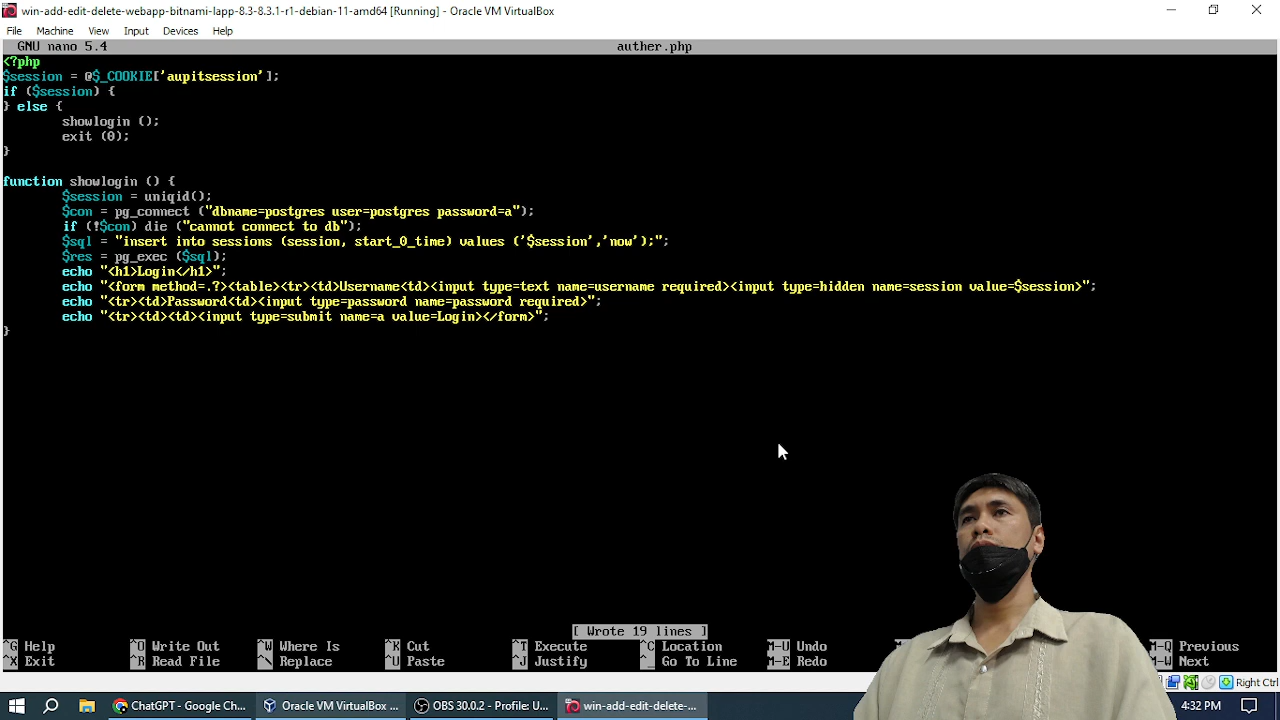 win-add-edit-delete-webapp-bitnami-lapp-8.3-8.3.1-r1-debian-11-amd64 [Running] - Oracle VM VirtualBox
File Machine View Input Devices Help
GNU nano 5.4 auther.php
<?php
$session = @$_COOKIE['aupitsession'];
if ($session) {
} else {
showlogin ();
exit (0);
}
function showlogin () {
$session = uniqid();
$con = pg_connect ("dbname=postgres user=postgres password=a");
if (!$con) die ("cannot connect to db");
$sql = "insert into sessions (session, start_0_time) values ('$session','now');";
$res = pg_exec ($sql);
echo "<h1>Login</h1>";
echo "<form method=.?><table><tr><td>Username<td><input type=text name=username required><input type=hidden name=session value=$session>";
echo "<tr><td>Password<td><input type=password name=password required>";
echo "<tr><td><td><input type=submit name=a value=Login></form>";
}
[ Wrote 19 lines ]
^G Help ^O Write Out ^W Where Is ^K Cut ^T Execute ^C Location M-U Undo M-Q Previous
^X Exit ^R Read File ^\ Replace ^U Paste ^J Justify ^_ Go To Line M-E Redo M-W Next
Right Ctrl
ChatGPT - Google Ch... Oracle VM VirtualBox ... OBS 30.0.2 - Profile: U... win-add-edit-delete-... 4:32 PM